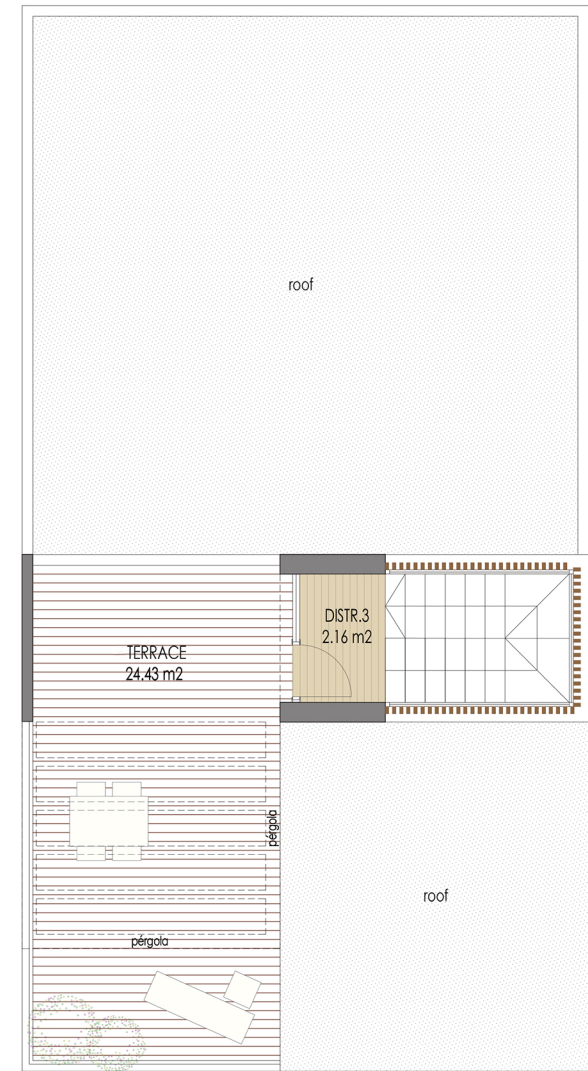 roof
DISTR.3
2.16 m2
TERRACE
24.43 m2
pérgola
roof
pérgola